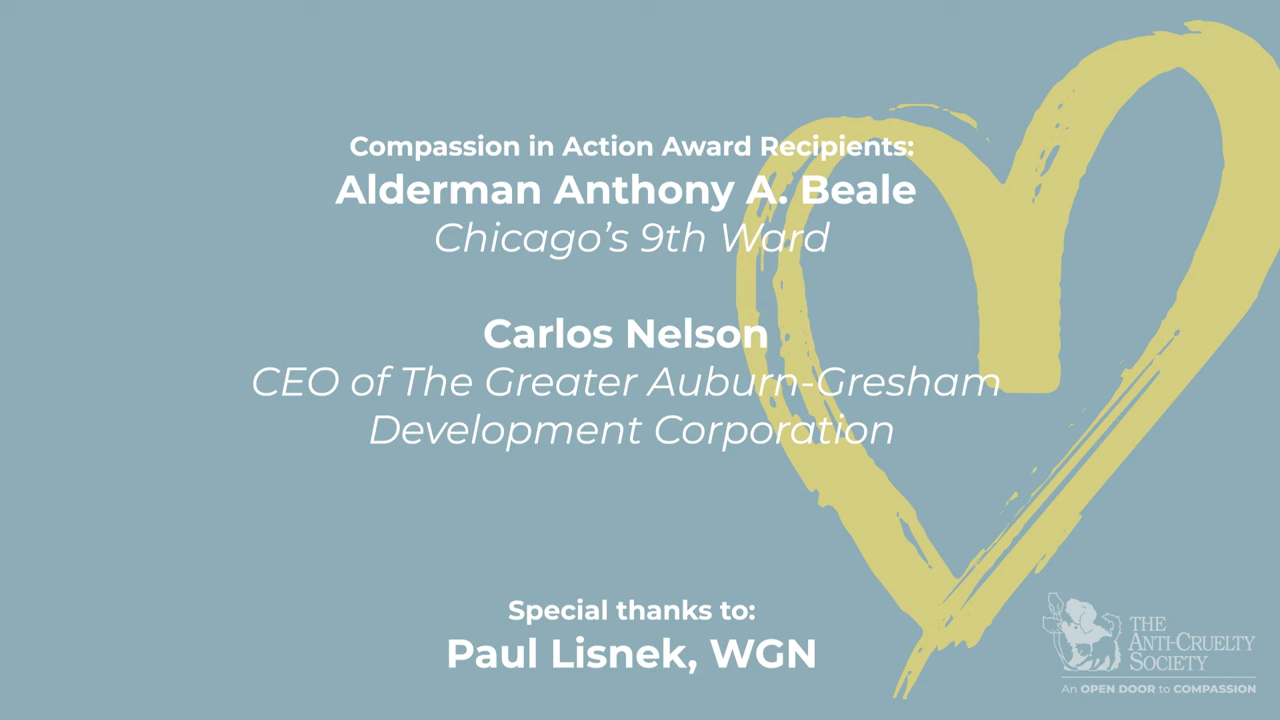 Compassion in Action Award Recipients:
Alderman Anthony A. Beale
Chicago’s 9th Ward
Carlos Nelson
CEO of The Greater Auburn-Gresham
Development Corporation
Special thanks to:
Paul Lisnek, WGN
THE
ANTI-CRUELTY
SOCIETY
An OPEN DOOR to COMPASSION